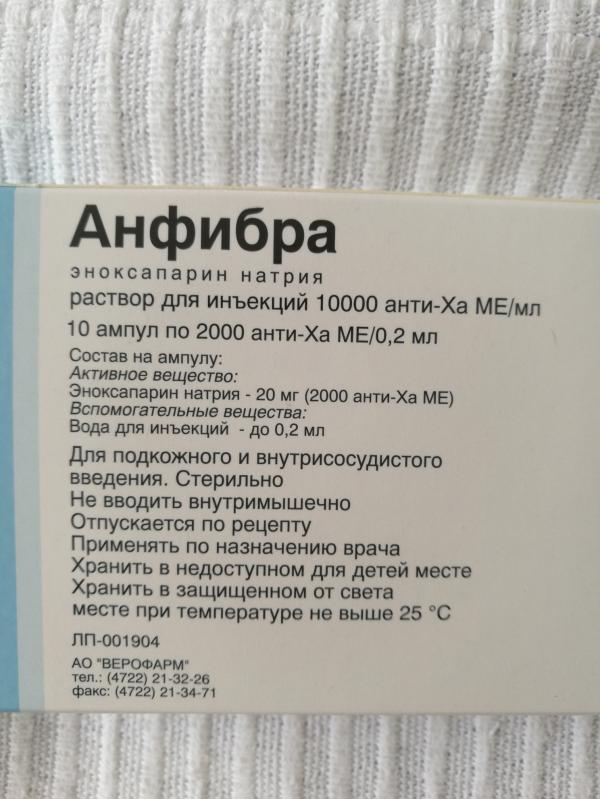 Анфибра
эноксапарин натрия
раствор для инъекций 10000 анти-Ха МЕ/мл
10 ампул по 2000 анти-Ха МЕ/0,2 мл
Состав на ампулу:
Активное вещество:
Эноксапарин натрия - 20 мг (2000 анти-Ха МЕ)
Вспомогательные вещества:
Вода для инъекций - до 0,2 мл
Для подкожного и внутрисосудистого
введения. Стерильно
Не вводить внутримышечно
Отпускается по рецепту
Применять по назначению врача
Хранить в недоступном для детей месте
Хранить в защищенном от света
месте при температуре не выше 25 °C
ЛП-001904
АО "ВЕРОФАРМ"
тел.: (4722) 21-32-26
факс: (4722) 21-34-71